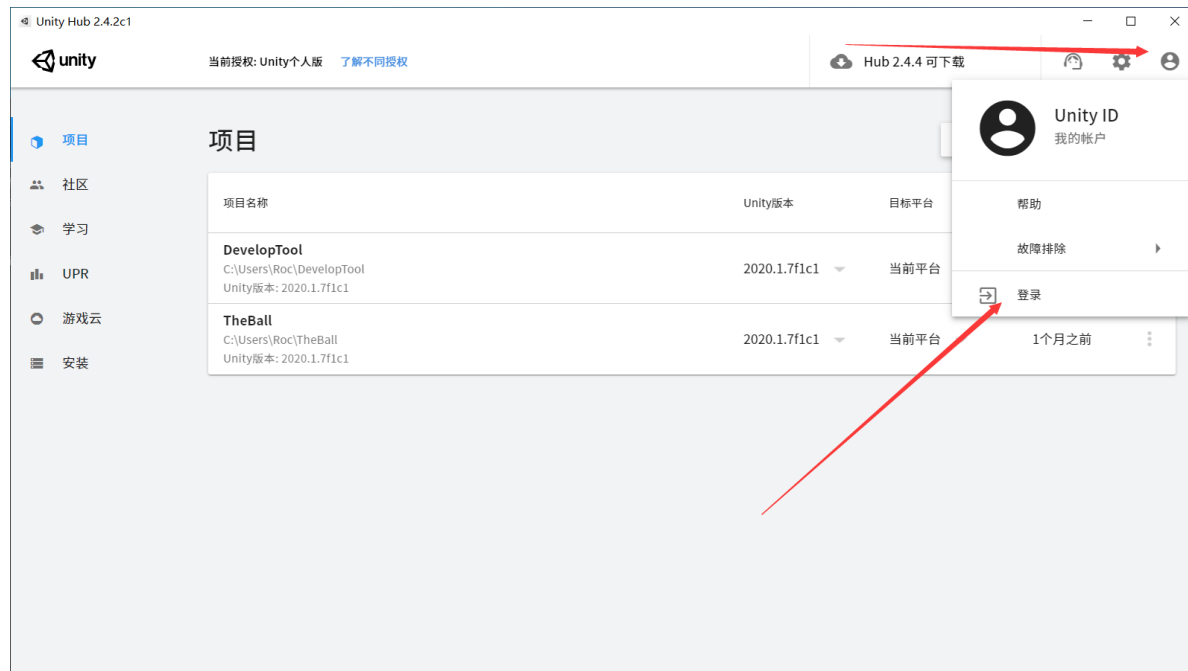 Unity Hub 2.4.2c1
unity
当前授权: Unity个人版 了解不同授权
Hub 2.4.4 可下载
Unity ID
我的帐户
帮助
故障排除
登录
项目
社区
学习
UPR
游戏云
安装
项目
项目名称 Unity版本 目标平台
DevelopTool
C:\Users\Roc\DevelopTool
Unity版本: 2020.1.7f1c1
2020.1.7f1c1 当前平台
TheBall
C:\Users\Roc\TheBall
Unity版本: 2020.1.7f1c1
2020.1.7f1c1 当前平台 1个月之前